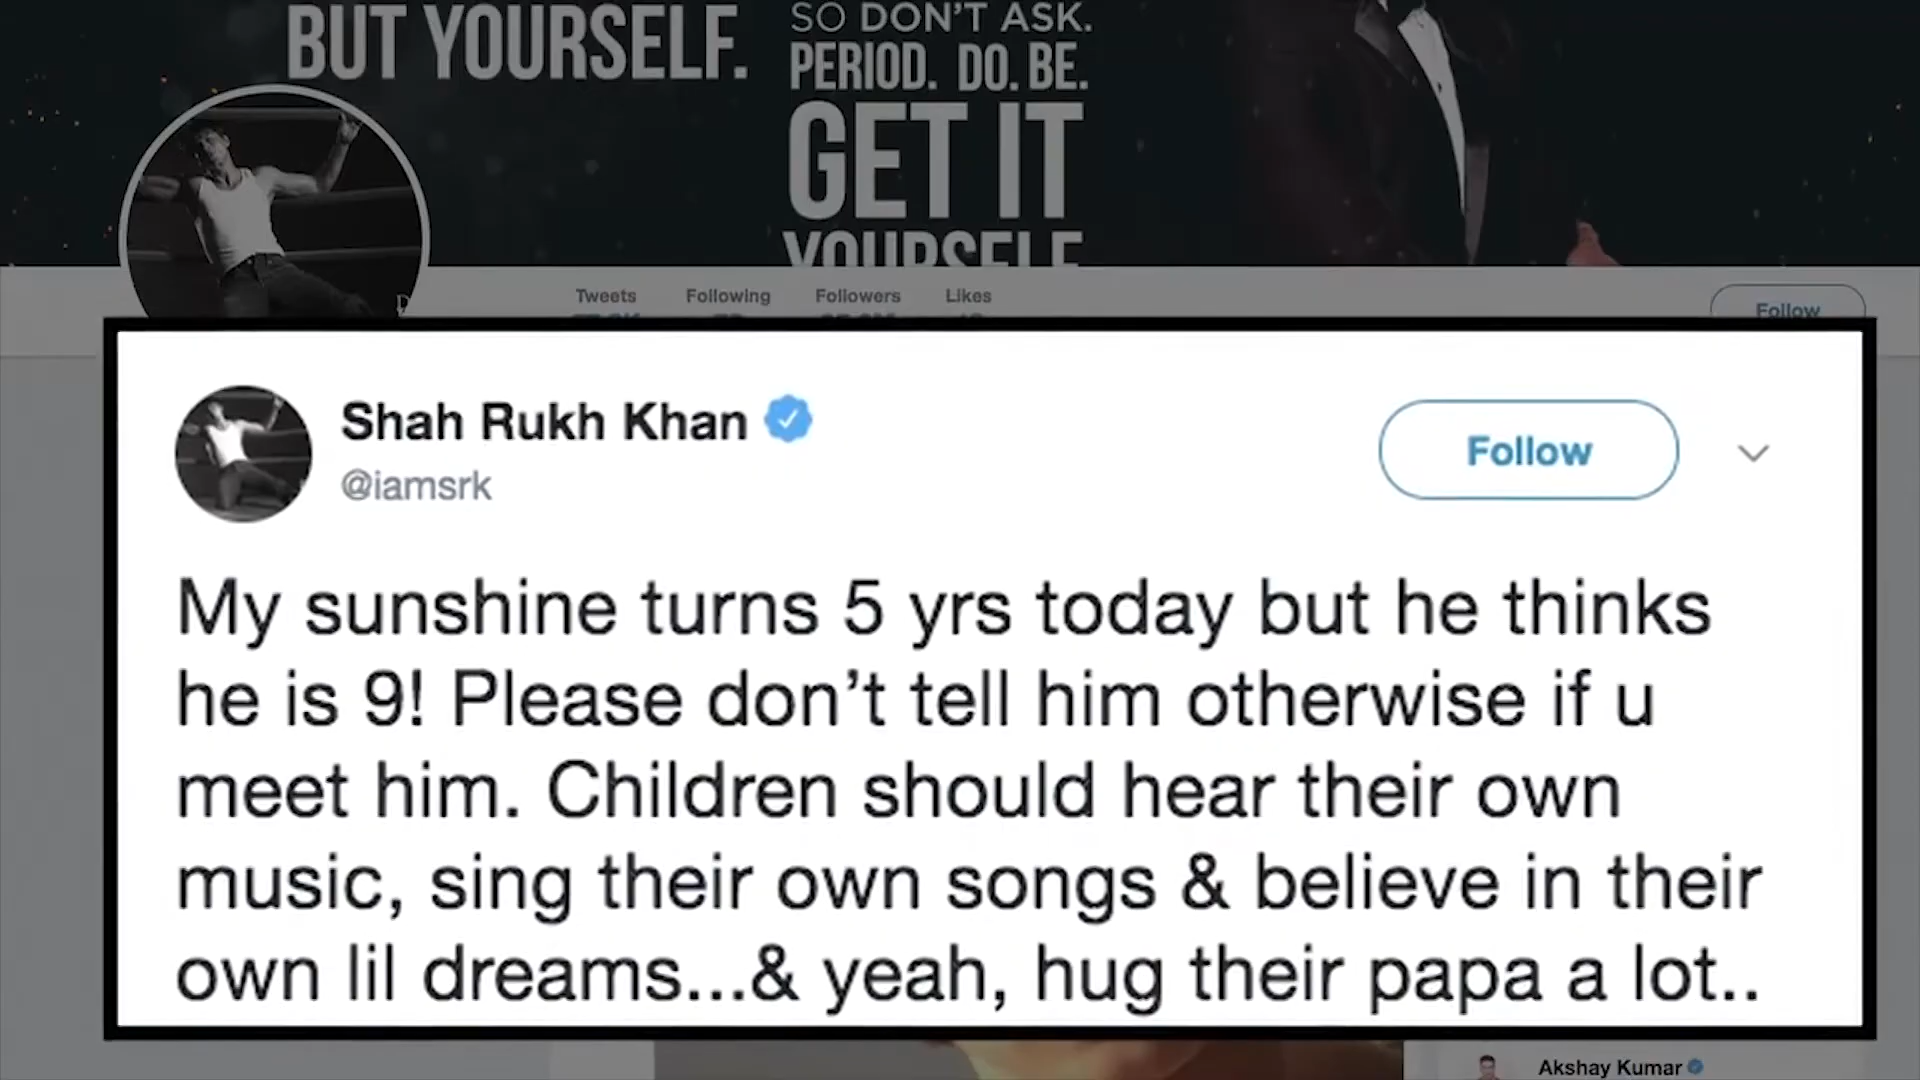 BUT YOURSELF.
SO DON'T ASK.
PERIOD. DO. BE.
GET IT
YOURSELF
Tweets Following Followers Likes
Follow
Shah Rukh Khan
@iamsrk
Follow
My sunshine turns 5 yrs today but he thinks
he is 9! Please don’t tell him otherwise if u
meet him. Children should hear their own
music, sing their own songs & believe in their
own lil dreams...& yeah, hug their papa a lot..
Akshay Kumar